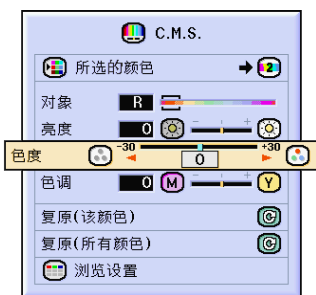 C.M.S.
所选的颜色 2
对象 R
亮度 0 - +
色度 -30 0 +30
色调 0 M - + Y
复原(该颜色)
复原(所有颜色)
浏览设置